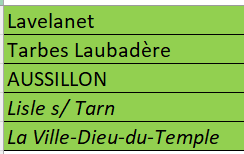 Lavelanet
Tarbes Laubadère
AUSSILLON
Lisle s/ Tarn
La Ville-Dieu-du-Temple